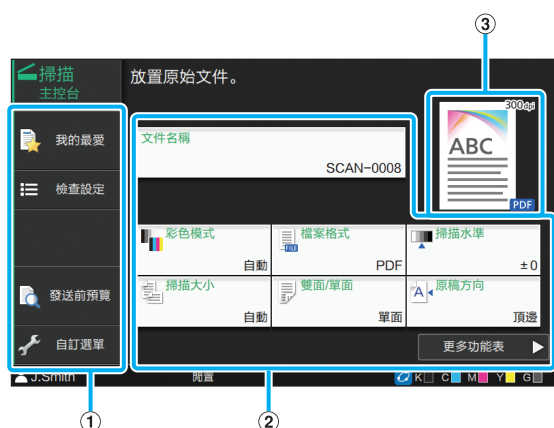 ③
掃描
主控台
放置原始文件。
300dpi
ABC
PDF
我的最愛
檢查設定
發送前預覽
自訂選單
文件名稱
SCAN-0008
彩色模式
自動
檔案格式
FILE
PDF
掃描水準
±0
掃描大小
自動
雙面/單面
單面
A
原稿方向
頂邊
更多功能表
J.Smith
閒置
K C M Y G
①
②